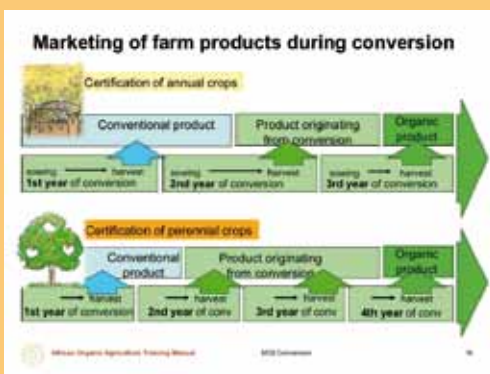 Marketing of farm products during conversion
Certification of annual crops
Conventional product
Product originating
from conversion
Organic
product
sowing harvest
1st year of conversion
sowing harvest
2nd year of conversion
sowing harvest
3rd year of conversion
Certification of perennial crops
Conventional
product
Product originating
from conversion
Organic
product
harvest
1st year of conversion
harvest
2nd year of conv
harvest
3rd year of conv
harvest
4th year of conv
African Organic Agriculture Training Manual
Conversion